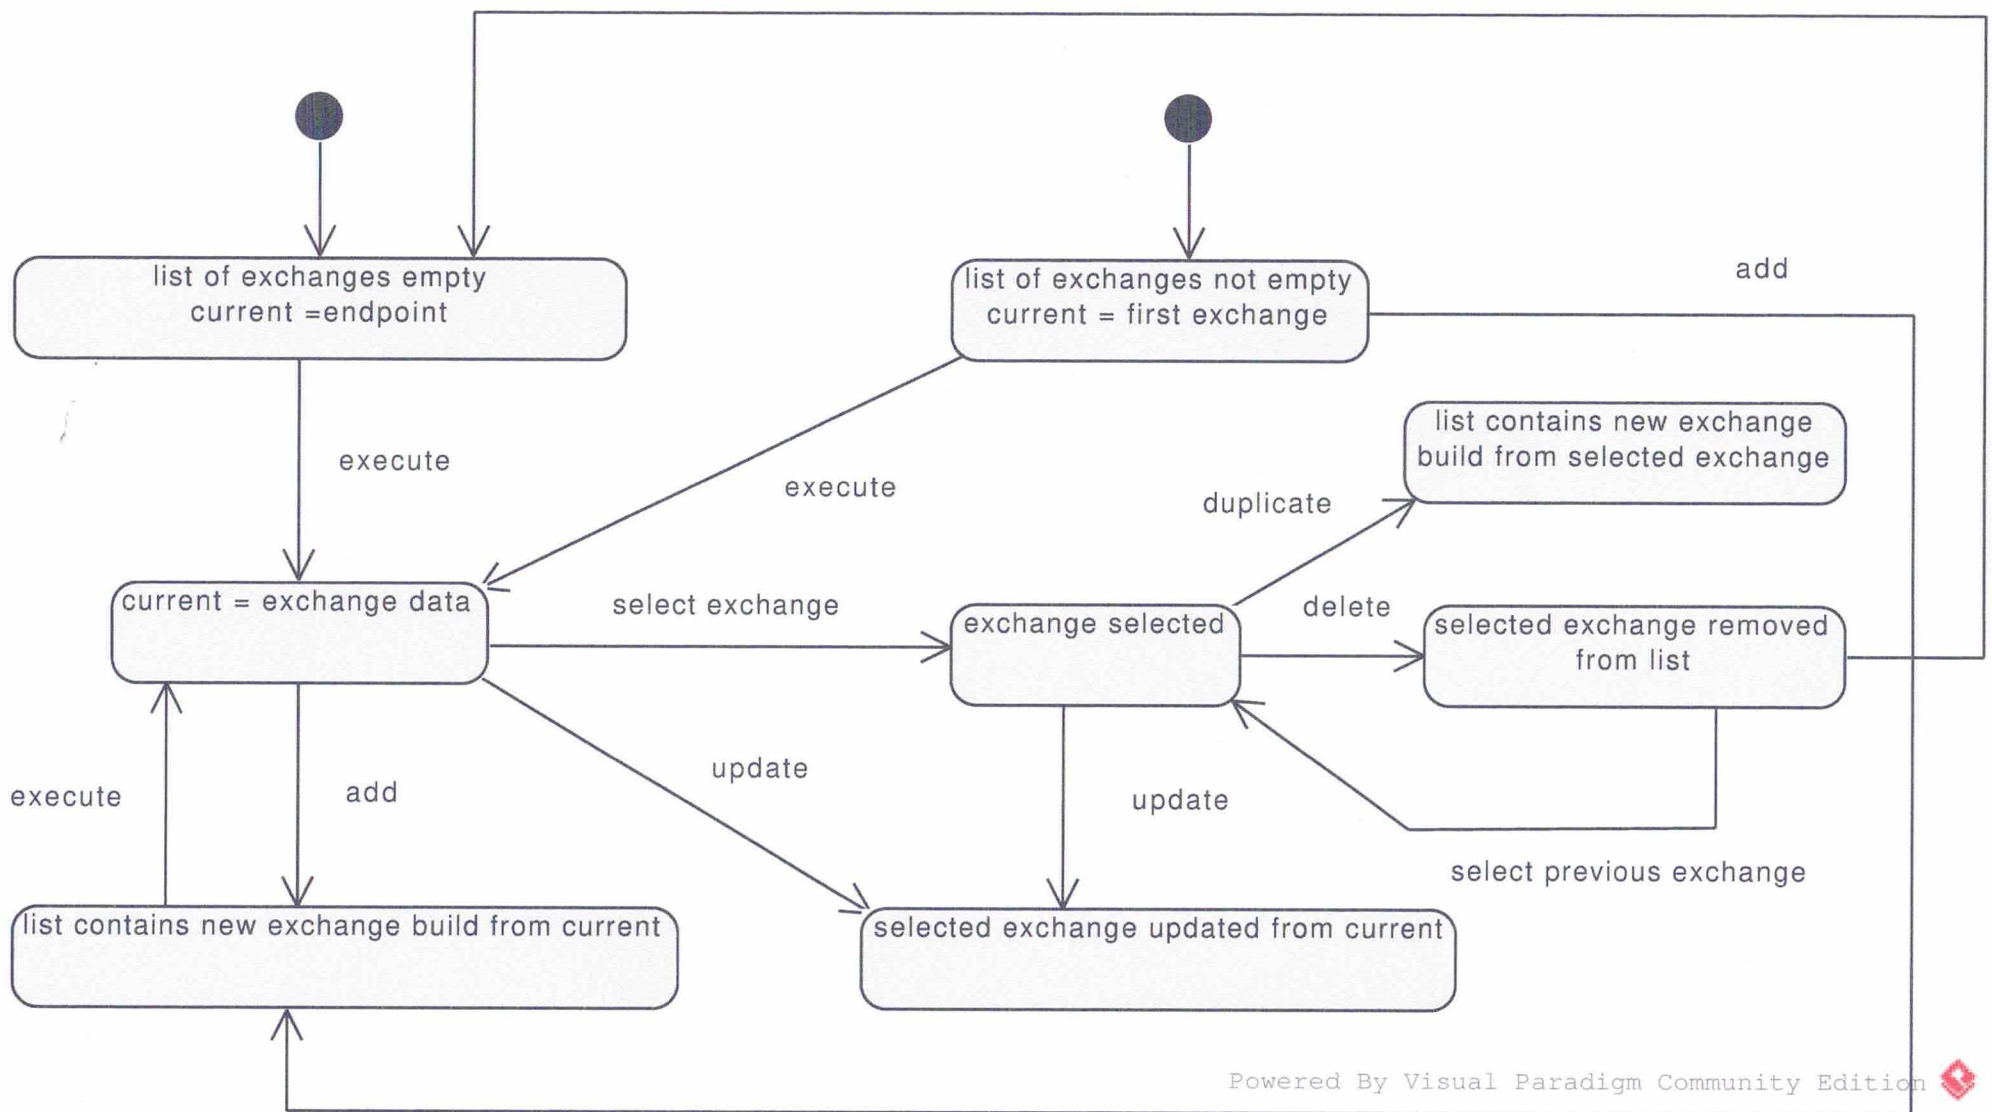 list of exchanges empty
current =endpoint
list of exchanges not empty
current = first exchange
add
execute
execute
list contains new exchange
build from selected exchange
duplicate
current = exchange data
select exchange
exchange selected
delete
selected exchange removed
from list
execute
add
update
update
select previous exchange
list contains new exchange build from current
selected exchange updated from current
Powered By Visual Paradigm Community Edition